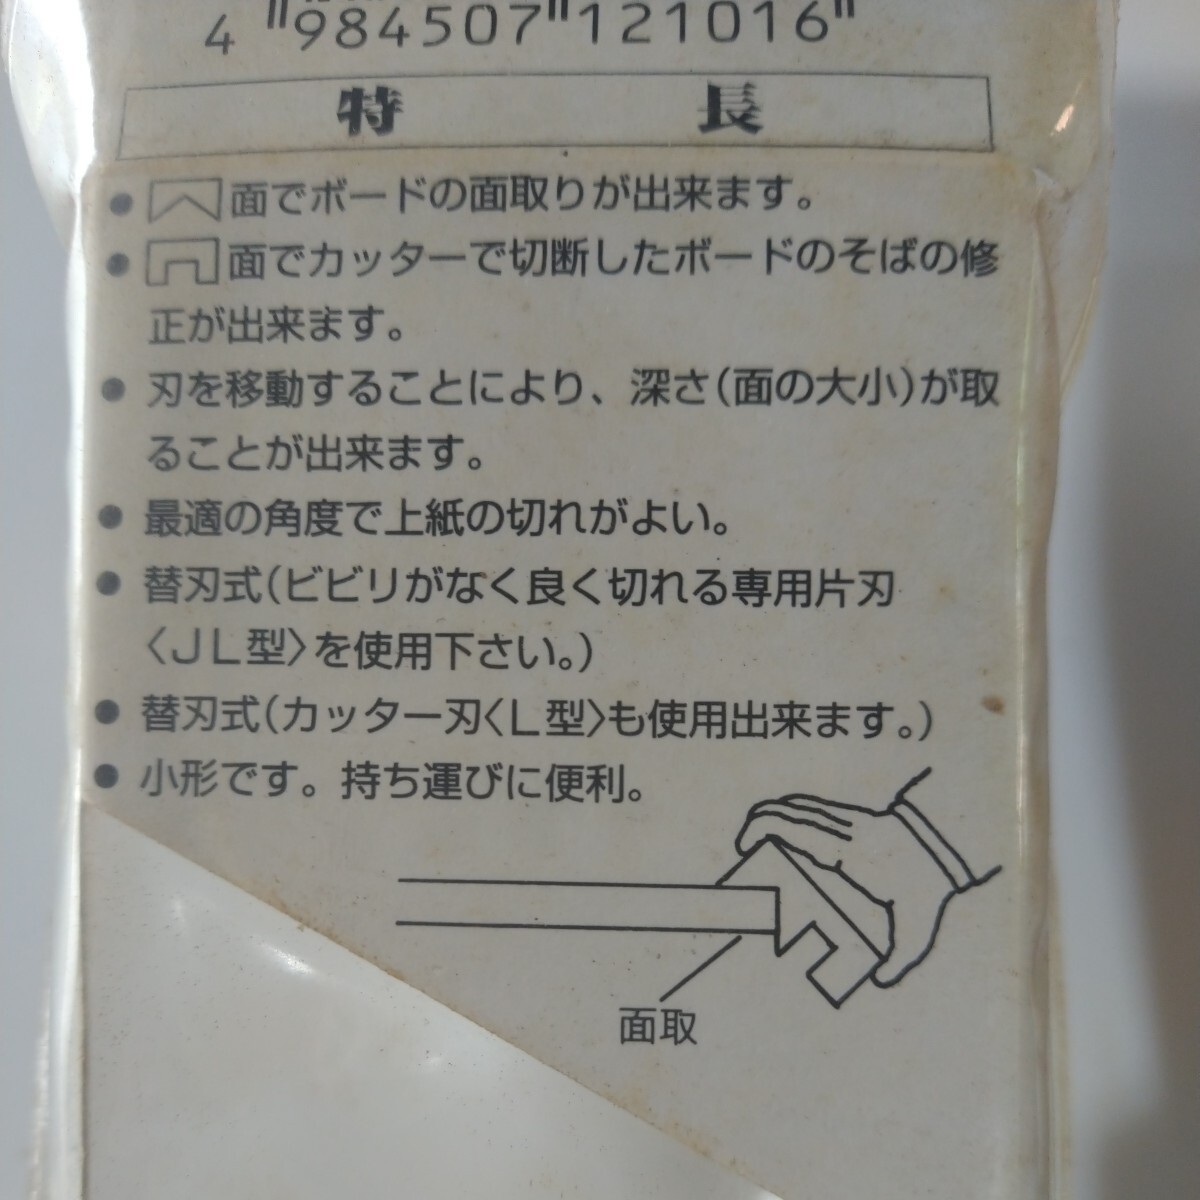 4 984507 121016
特 長
● 面でボードの面取りが出来ます。
● 面でカッターで切断したボードのそばの修
正が出来ます。
● 刃を移動することにより、深さ(面の大小)が取
ることが出来ます。
● 最適の角度で上紙の切れがよい。
● 替刃式(ビビリがなく良く切れる専用片刃
〈JL型〉を使用下さい。)
● 替刃式(カッター刃〈L型〉も使用出来ます。)
● 小形です。持ち運びに便利。
面取